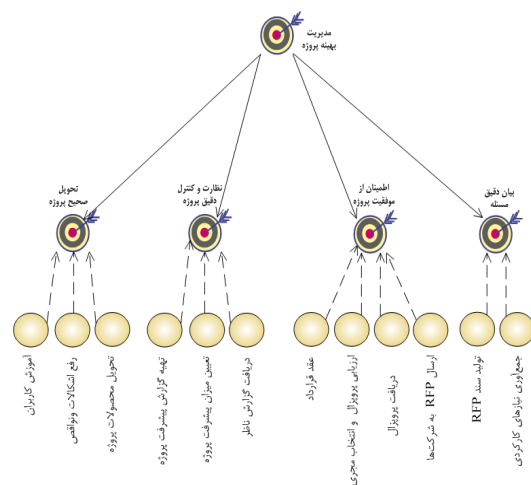 مدیریت
بهینه پروژه
بیان دقیق
مسئله
اطمینان از
موفقیت پروژه
نظارت و کنترل
دقیق پروژه
تحویل
صحیح پروژه
جمع‌آوری نیازهای کارکردی
تولید سند RFP
ارسال RFP به شرکت‌ها
دریافت پروپزال
ارزیابی پروپزال و انتخاب مجری
عقد قرارداد
دریافت گزارش ناظر
تعیین میزان پیشرفت پروژه
تهیه گزارش پیشرفت پروژه
تحویل محصولات پروژه
رفع اشکالات ونواقص
آموزش کاربران